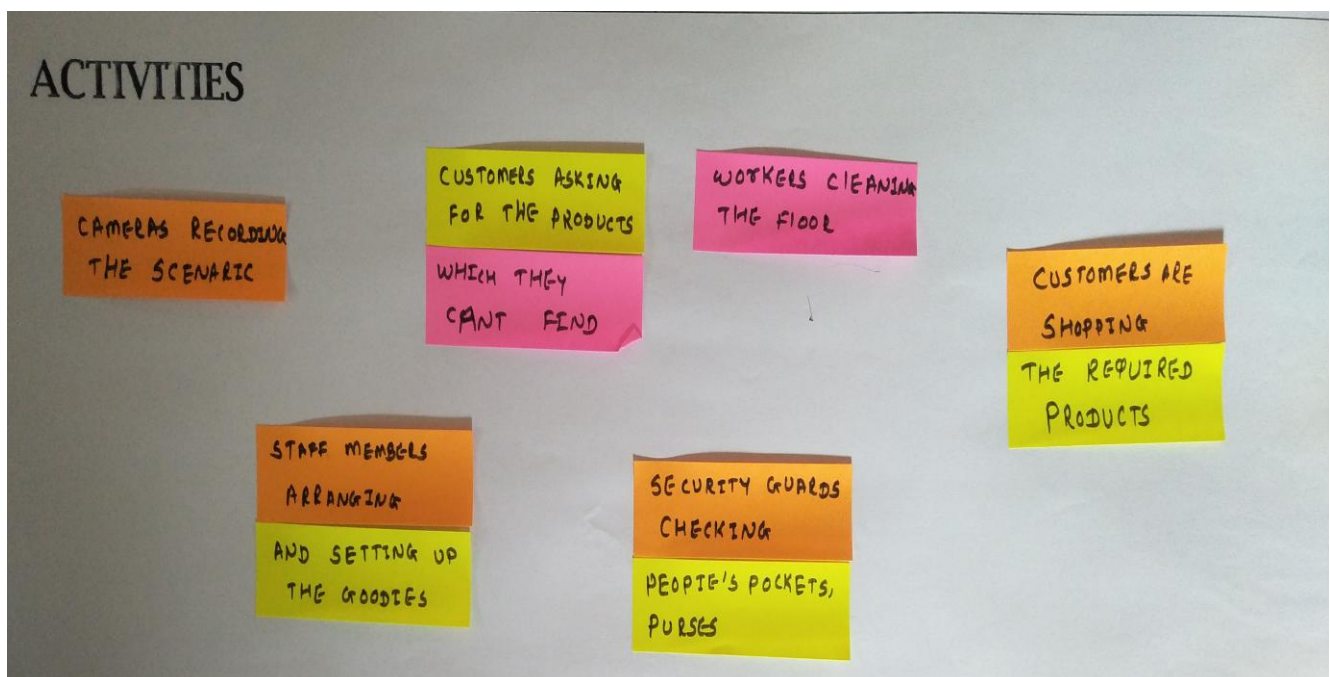 ACTIVITIES
CAMERAS RECORDING
THE SCENARIC
CUSTOMERS ASKING
FOR THE PRODUCTS
WHICH THEY
CANT FIND
WORKERS CLEANING
THE FLOOR
CUSTOMERS ARE
SHOPPING
THE REQUIRED
PRODUCTS
STAFF MEMBERS
ARRANGING
AND SETTING UP
THE GOODIES
SECURITY GUARDS
CHECKING
PEOPLE'S POCKETS,
PURSES